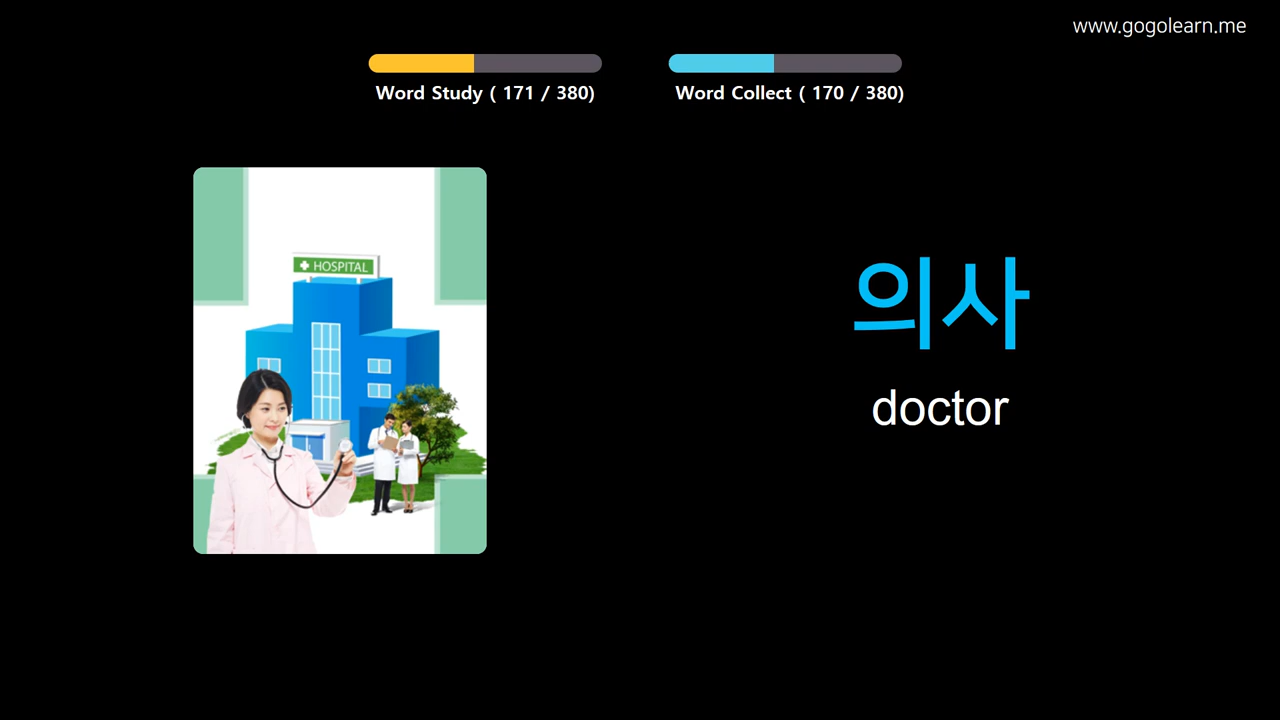 www.gogolearn.me
Word Study ( 171 / 380)
Word Collect ( 170 / 380)
HOSPITAL
의사
doctor